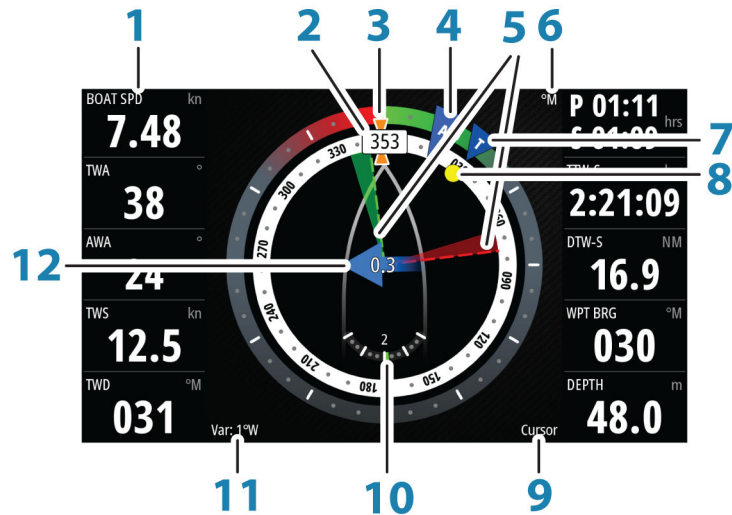 1 2 3 4 5 6
BOAT SPD kn
7.48
TWA °
38
AWA °
24
TWS kn
12.5
TWD °M
031
°M
P 01:11
hrs
S 01:09
2:21:09
DTW-S NM
16.9
WPT BRG °M
030
DEPTH m
48.0
353
A
T
330
300
270
240
210
180
150
120
060
0.3
2
Var: 1°W
Cursor
7
8
12
11 10 9